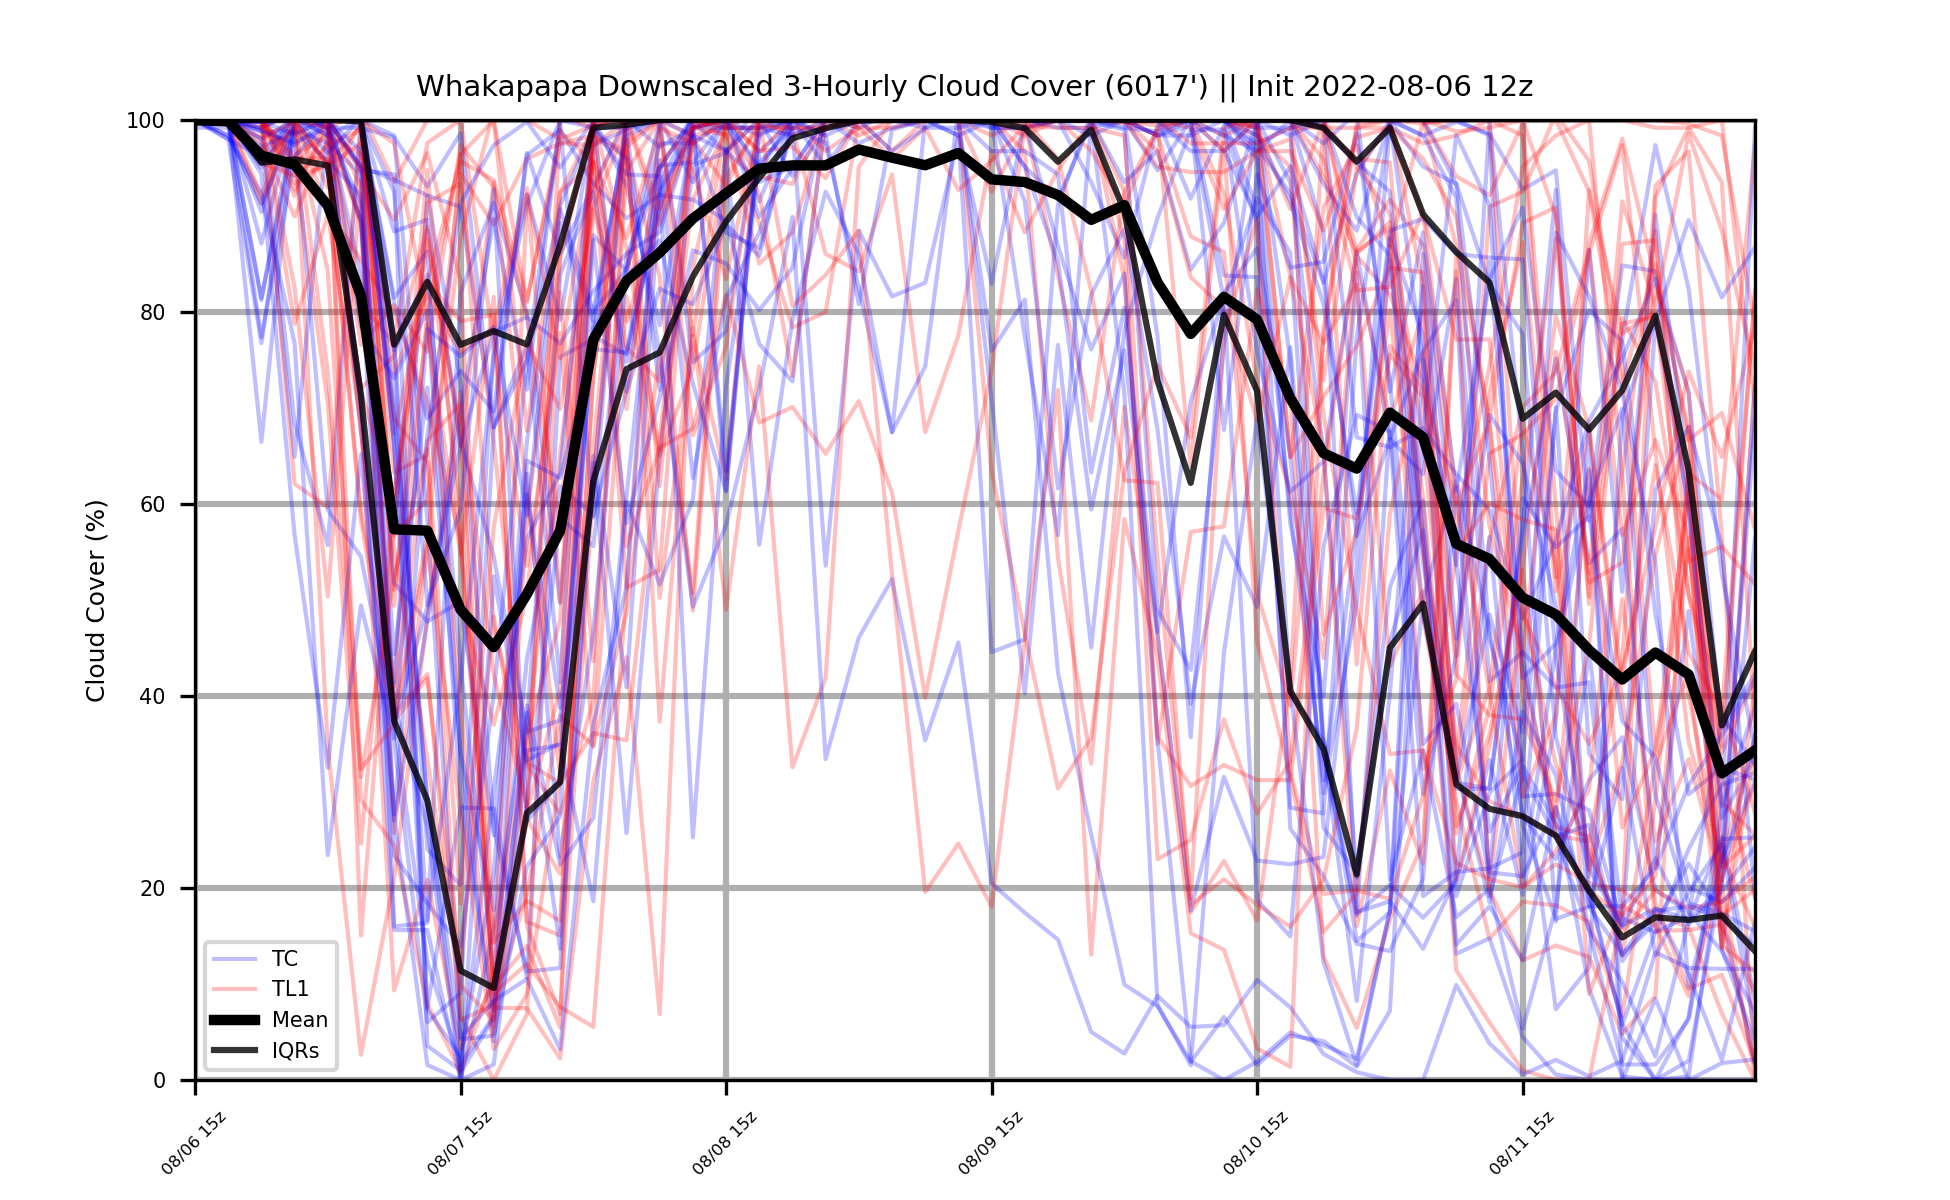 Whakapapa Downscaled 3-Hourly Cloud Cover (6017') || Init 2022-08-06 12z
100
80
60
40
20
0
Cloud Cover (%)
TC
TL1
Mean
IQRs
08/06 15z
08/07 15z
08/08 15z
08/09 15z
08/10 15z
08/11 15z